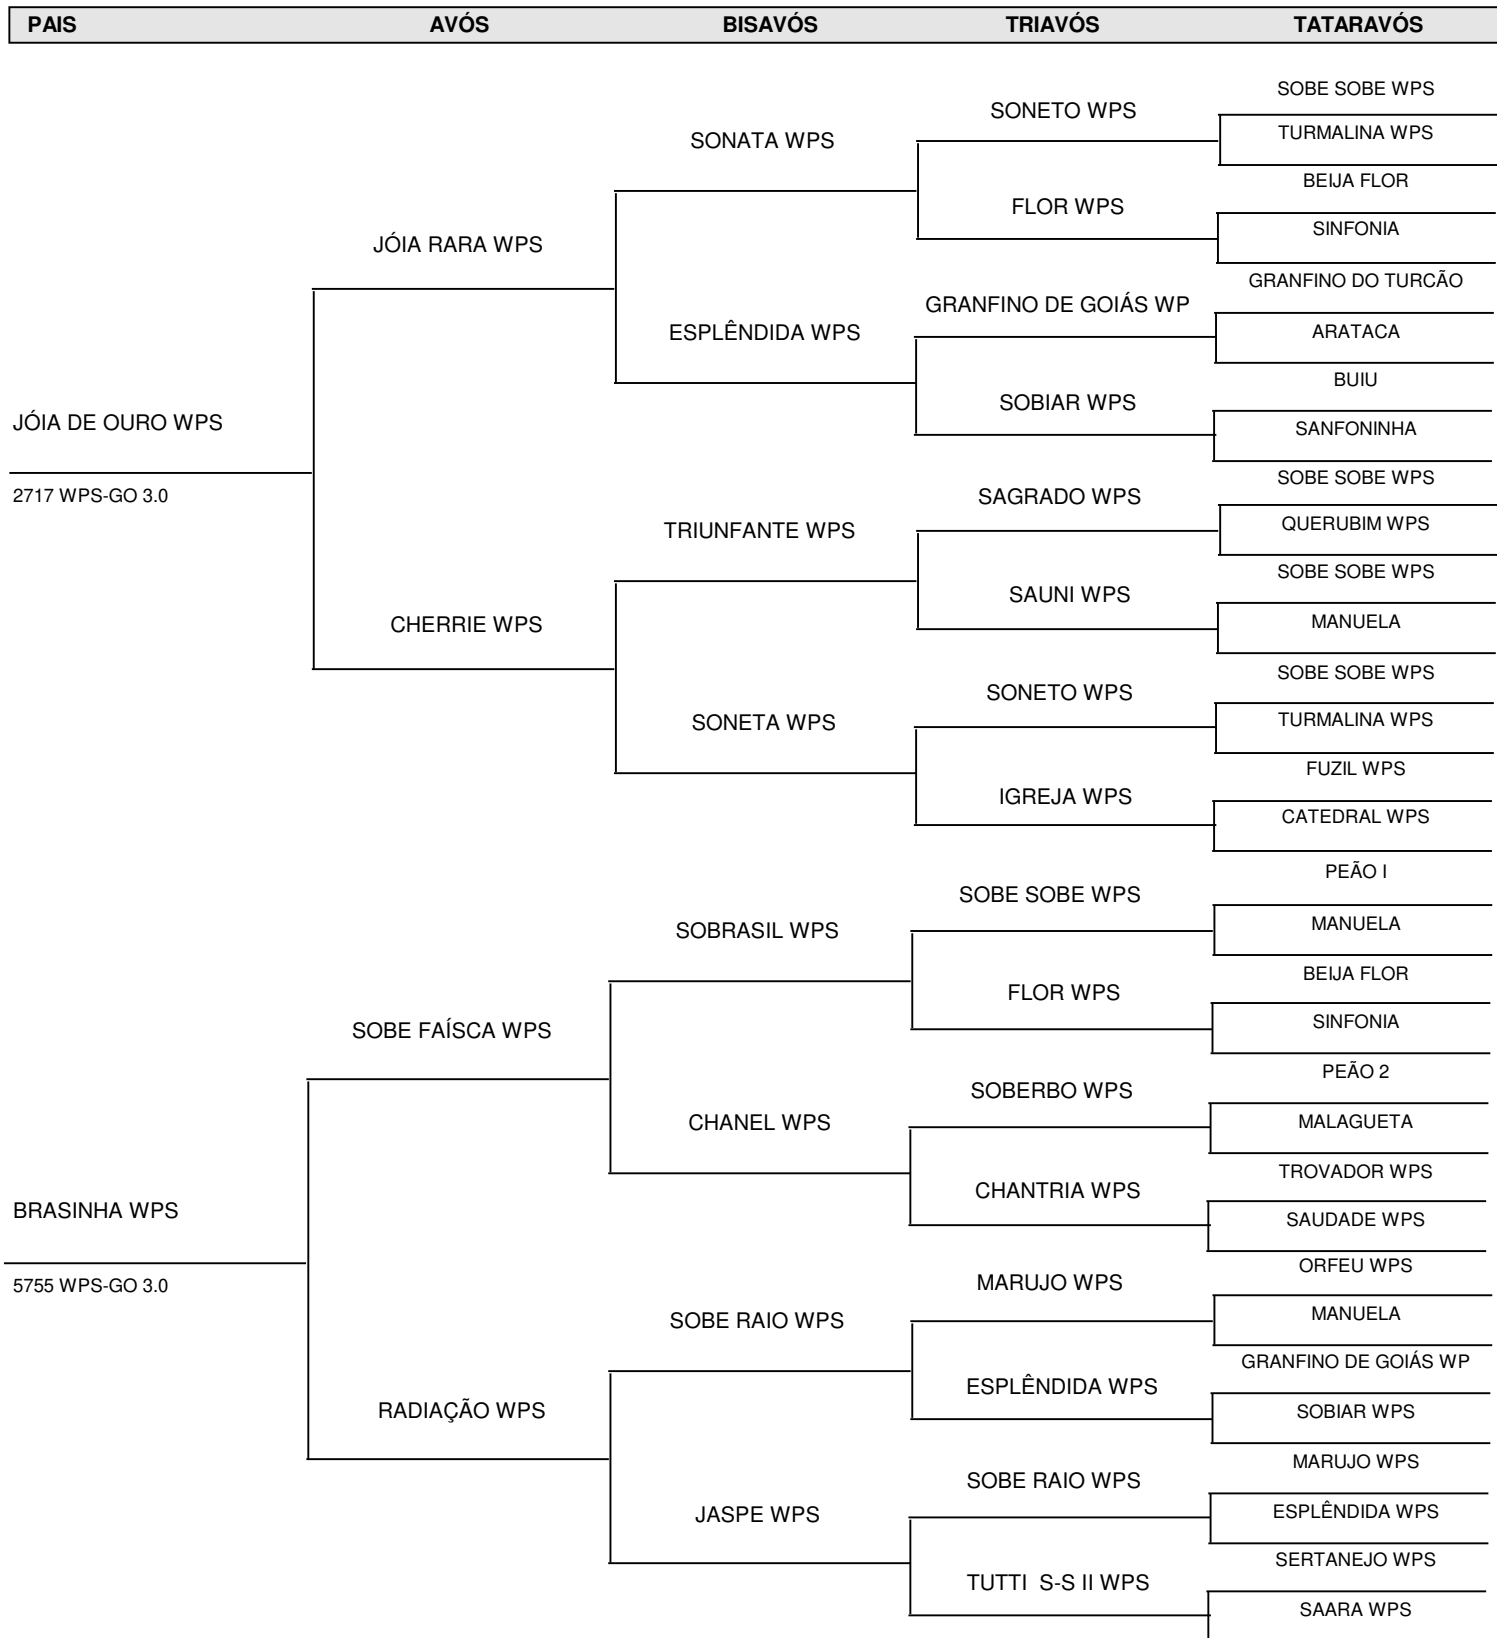 PAIS AVÓS BISAVÓS TRIAVÓS TATARAVÓS
SOBE SOBE WPS
SONETO WPS
TURMALINA WPS
SONATA WPS
BEIJA FLOR
FLOR WPS
SINFONIA
JÓIA RARA WPS
GRANFINO DO TURCÃO
GRANFINO DE GOIÁS WP
ARATACA
ESPLÊNDIDA WPS
BUIU
SOBIAR WPS
SANFONINHA
JÓIA DE OURO WPS
2717 WPS-GO 3.0
SOBE SOBE WPS
SAGRADO WPS
QUERUBIM WPS
TRIUNFANTE WPS
SOBE SOBE WPS
SAUNI WPS
MANUELA
CHERRIE WPS
SOBE SOBE WPS
SONETO WPS
TURMALINA WPS
SONETA WPS
FUZIL WPS
IGREJA WPS
CATEDRAL WPS
PEÃO I
SOBE SOBE WPS
MANUELA
SOBRASIL WPS
BEIJA FLOR
FLOR WPS
SINFONIA
SOBE FAÍSCA WPS
PEÃO 2
SOBERBO WPS
MALAGUETA
CHANEL WPS
TROVADOR WPS
CHANTRIA WPS
SAUDADE WPS
BRASINHA WPS
5755 WPS-GO 3.0
ORFEU WPS
MARUJO WPS
MANUELA
SOBE RAIO WPS
GRANFINO DE GOIÁS WP
ESPLÊNDIDA WPS
SOBIAR WPS
RADIAÇÃO WPS
MARUJO WPS
SOBE RAIO WPS
ESPLÊNDIDA WPS
JASPE WPS
SERTANEJO WPS
TUTTI S-S II WPS
SAARA WPS